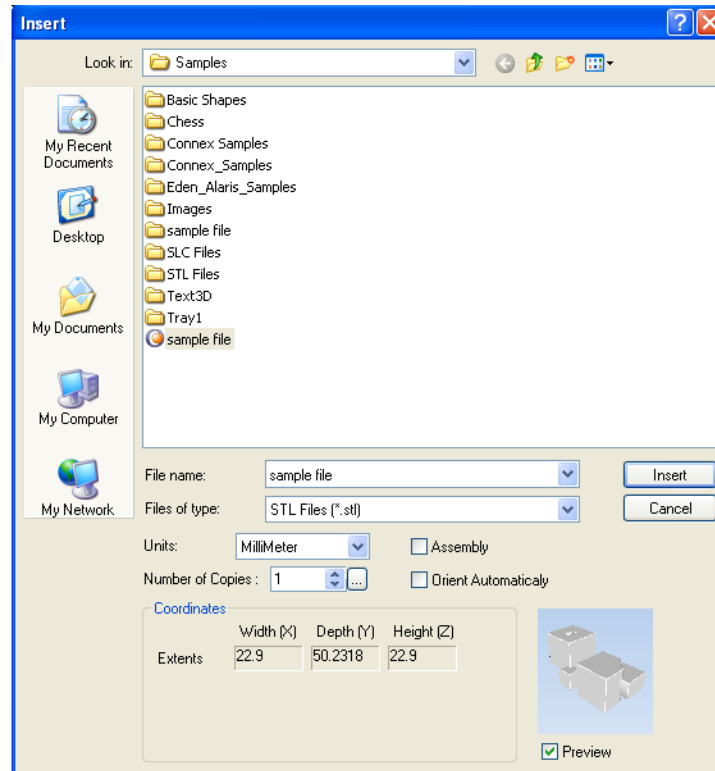 Insert
Look in: Samples
My Recent
Documents
Desktop
My Documents
My Computer
My Network
Basic Shapes
Chess
Connex Samples
Connex_Samples
Eden_Alaris_Samples
Images
sample file
SLC Files
STL Files
Text3D
Tray1
sample file
File name: sample file Insert
Files of type: STL Files (*.stl) Cancel
Units: MilliMeter Assembly
Number of Copies : 1 ... Orient Automaticaly
Coordinates
Width (X) Depth (Y) Height (Z)
Extents 22.9 50.2318 22.9
Preview